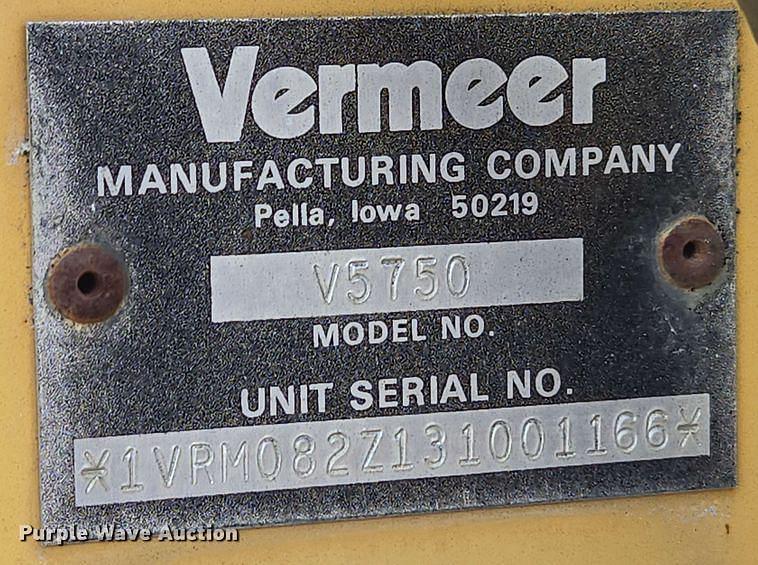 Vermeer
MANUFACTURING COMPANY
Pella, Iowa 50219
V5750
MODEL NO.
UNIT SERIAL NO.
*1VRM082Z131001166*
Purple Wave Auction